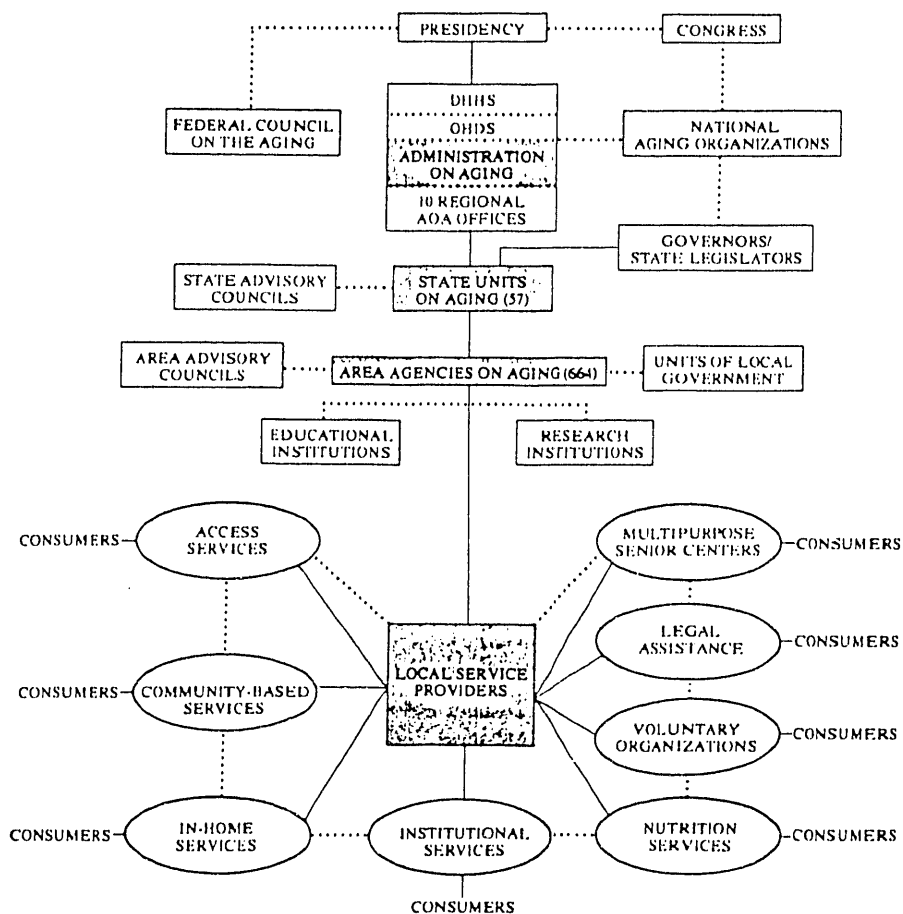 PRESIDENCY
CONGRESS
DHHS
FEDERAL COUNCIL
ON THE AGING
OHDS
NATIONAL
AGING ORGANIZATIONS
ADMINISTRATION
ON AGING
10 REGIONAL
AOA OFFICES
GOVERNORS/
STATE LEGISLATORS
STATE ADVISORY
COUNCILS
STATE UNITS
ON AGING (57)
AREA ADVISORY
COUNCILS
AREA AGENCIES ON AGING (664)
UNITS OF LOCAL
GOVERNMENT
EDUCATIONAL
INSTITUTIONS
RESEARCH
INSTITUTIONS
CONSUMERS
ACCESS
SERVICES
MULTIPURPOSE
SENIOR CENTERS
CONSUMERS
LEGAL
ASSISTANCE
CONSUMERS
CONSUMERS
COMMUNITY-BASED
SERVICES
LOCAL SERVICE
PROVIDERS
VOLUNTARY
ORGANIZATIONS
CONSUMERS
CONSUMERS
IN-HOME
SERVICES
INSTITUTIONAL
SERVICES
NUTRITION
SERVICES
CONSUMERS
CONSUMERS